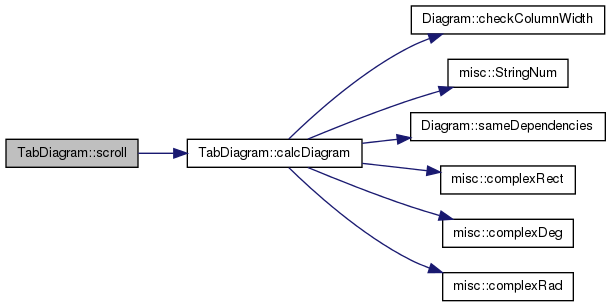 Diagram::checkColumnWidth
misc::StringNum
Diagram::sameDependencies
TabDiagram::scroll
TabDiagram::calcDiagram
misc::complexRect
misc::complexDeg
misc::complexRad